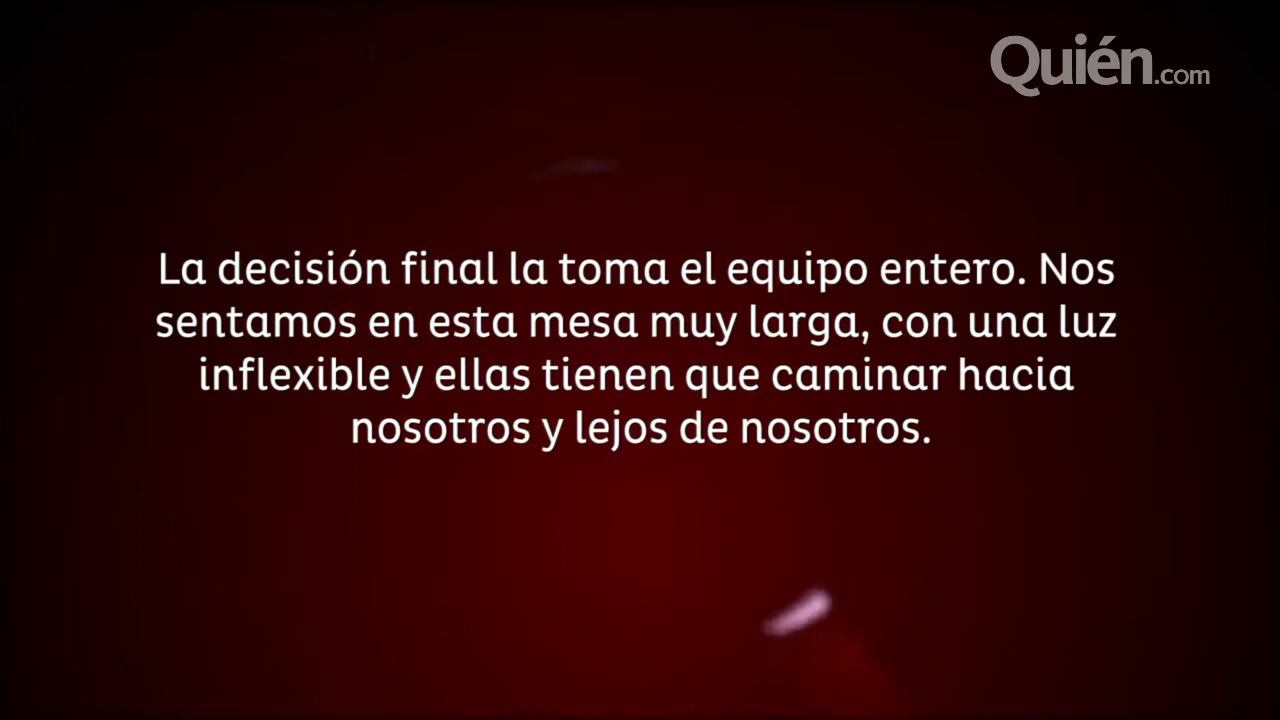 Quién.com
La decisión final la toma el equipo entero. Nos
sentamos en esta mesa muy larga, con una luz
inflexible y ellas tienen que caminar hacia
nosotros y lejos de nosotros.